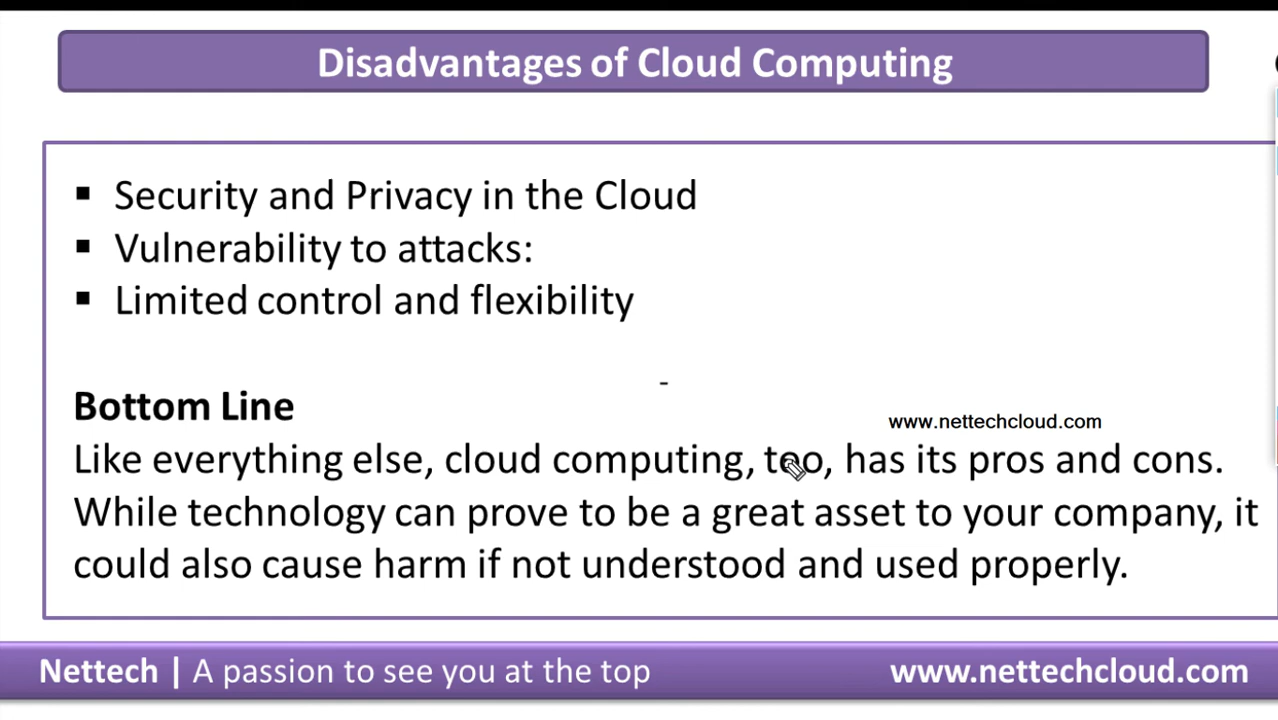 Disadvantages of Cloud Computing
▪ Security and Privacy in the Cloud
▪ Vulnerability to attacks:
▪ Limited control and flexibility
-
Bottom Line
www.nettechcloud.com
Like everything else, cloud computing, too, has its pros and cons.
While technology can prove to be a great asset to your company, it
could also cause harm if not understood and used properly.
Nettech | A passion to see you at the top
www.nettechcloud.com